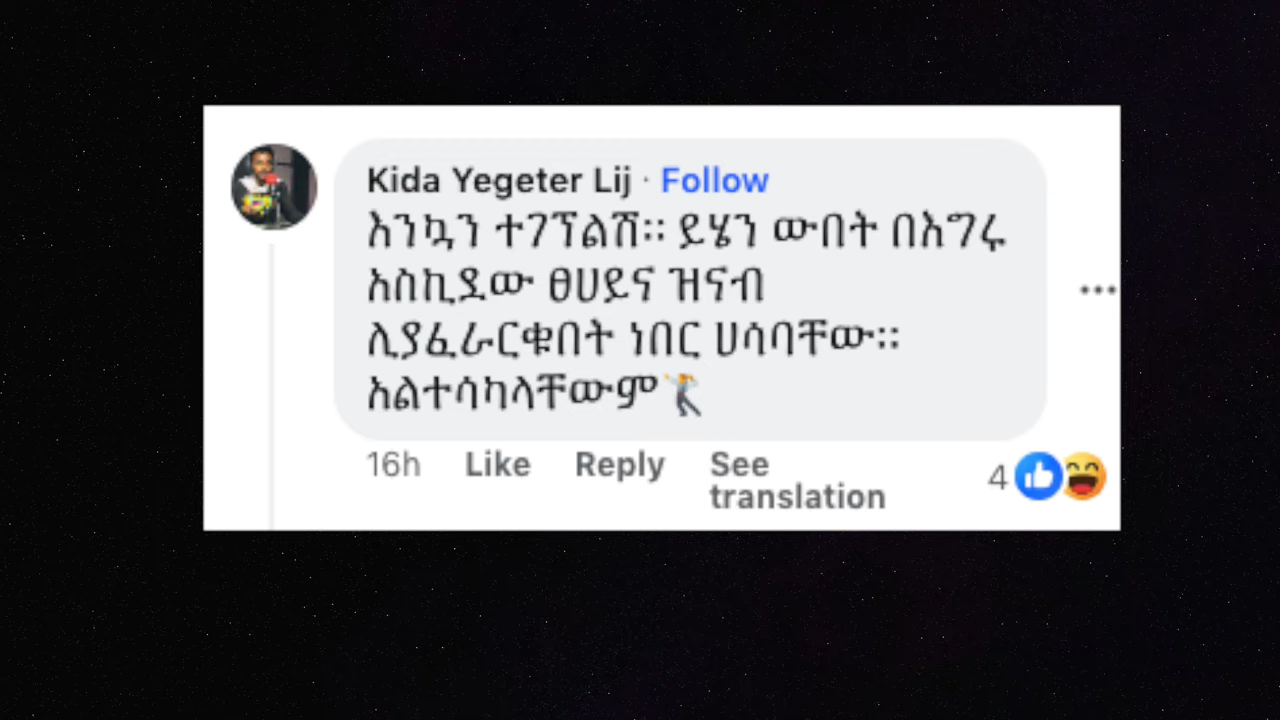 Kida Yegeter Lij · Follow
እንኳን ተገኘልሽ። ይሄን ውበት በእግሩ
አስኪደው ፀሀይና ዝናብ
ሊያፈራርቁበት ነበር ሀሳባቸው።
አልተሳካላቸውም🏌
16h Like Reply See translation 4